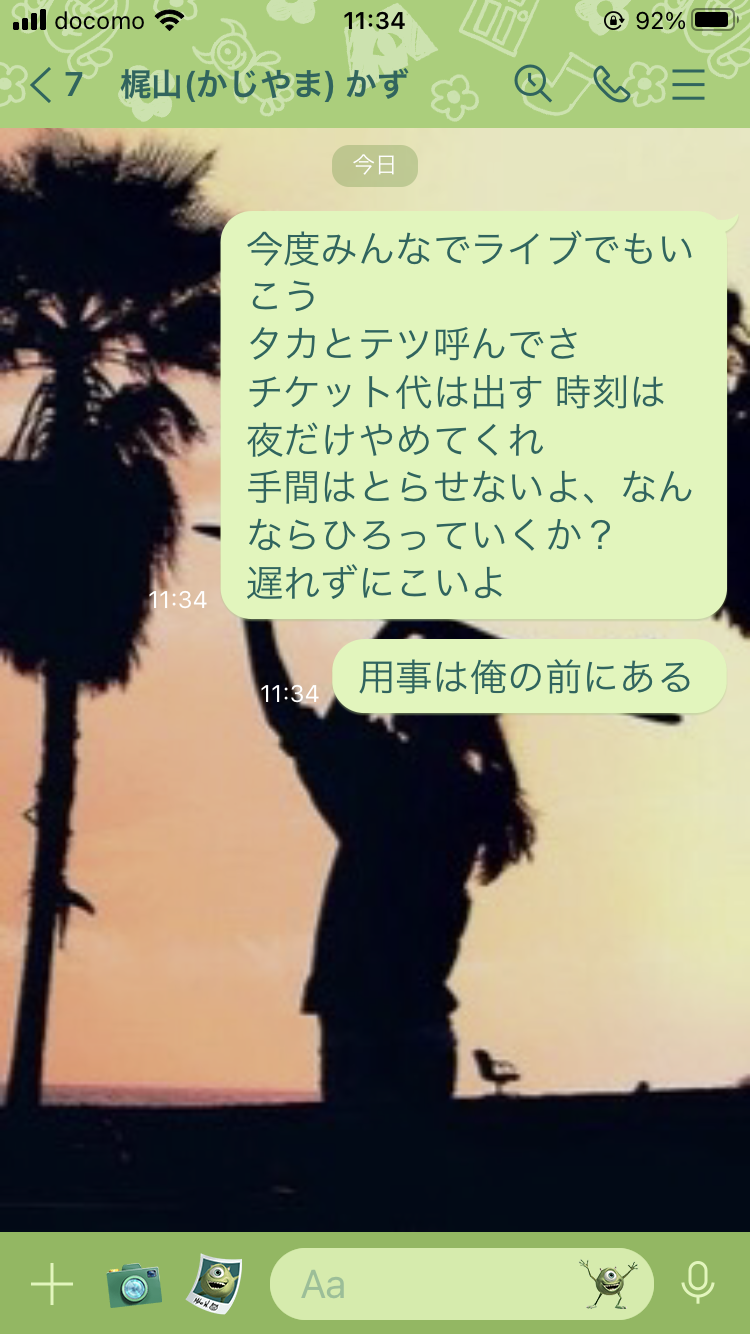 docomo 11:34 92%
7 梶山(かじやま) かず
今日
今度みんなでライブでもい
こう
タカとテツ呼んでさ
チケット代は出す 時刻は
夜だけやめてくれ
手間はとらせないよ、なん
ならひろっていくか？
遅れずにこいよ
11:34
用事は俺の前にある
11:34
Aa